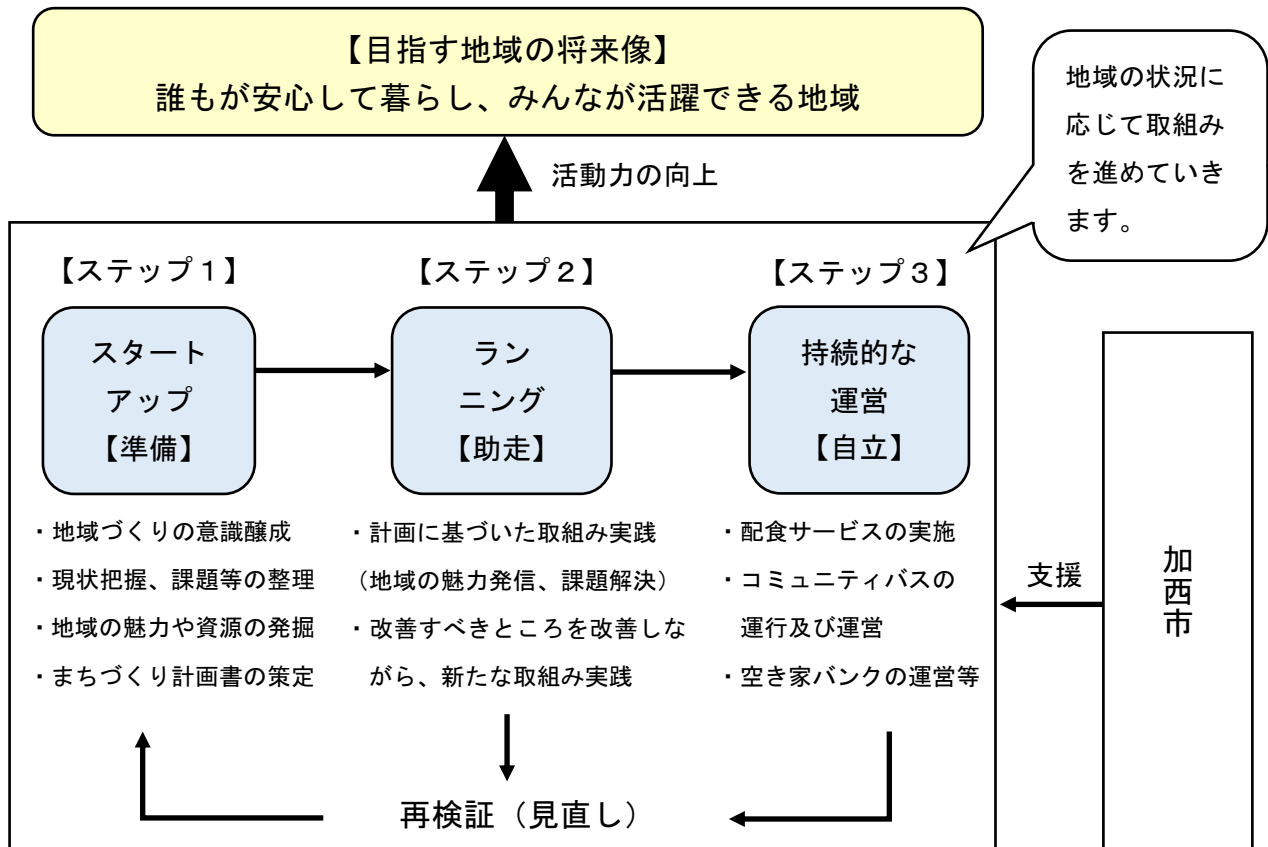 【目指す地域の将来像】
誰もが安心して暮らし、みんなが活躍できる地域
地域の状況に
応じて取組み
を進めていき
ます。
活動力の向上
【ステップ１】
スタート
アップ
【準備】
・地域づくりの意識醸成
・現状把握、課題等の整理
・地域の魅力や資源の発掘
・まちづくり計画書の策定
【ステップ２】
ラン
ニング
【助走】
・計画に基づいた取組み実践
（地域の魅力発信、課題解決）
・改善すべきところを改善しな
がら、新たな取組み実践
【ステップ３】
持続的な
運営
【自立】
・配食サービスの実施
・コミュニティバスの
運行及び運営
・空き家バンクの運営等
再検証（見直し）
支援
加西市